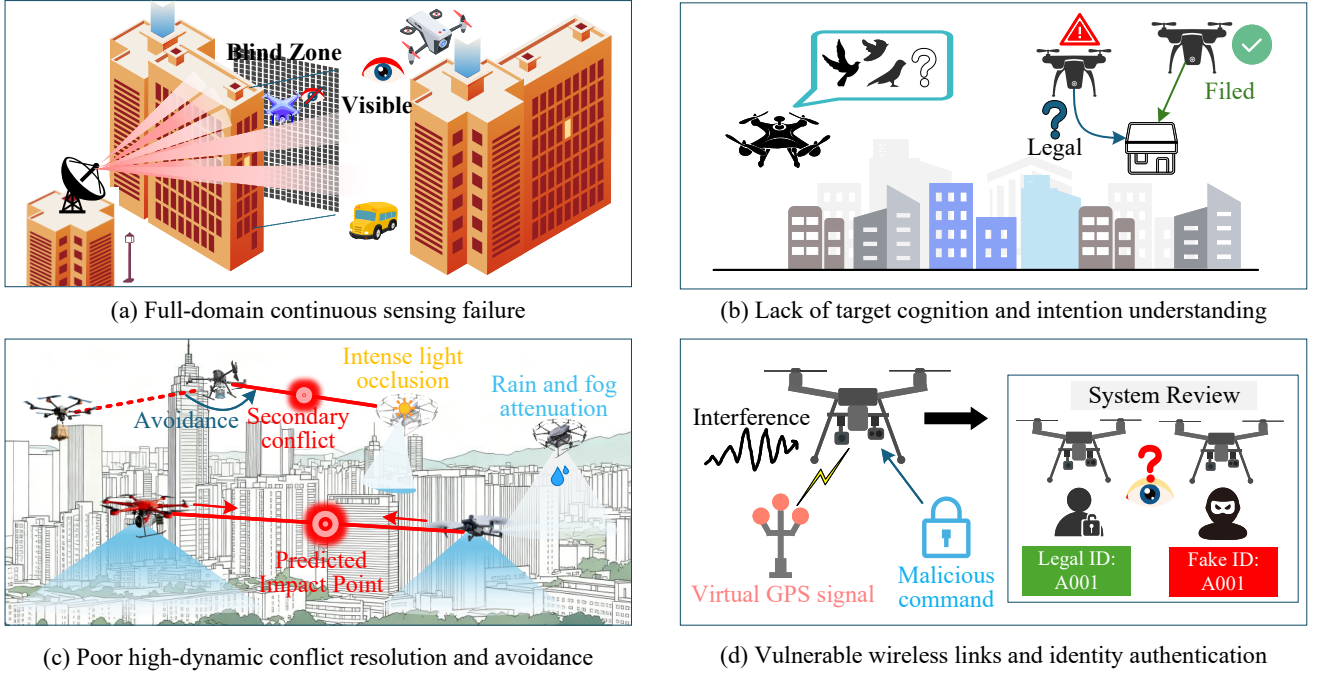 Blind Zone
Visible
(a) Full-domain continuous sensing failure
?
Filed
?
Legal
(b) Lack of target cognition and intention understanding
Intense light
occlusion
Rain and fog
attenuation
Avoidance
Secondary
conflict
Predicted
Impact Point
(c) Poor high-dynamic conflict resolution and avoidance
System Review
Interference
?
Legal ID:
A001
Fake ID:
A001
Virtual GPS signal
Malicious
command
(d) Vulnerable wireless links and identity authentication